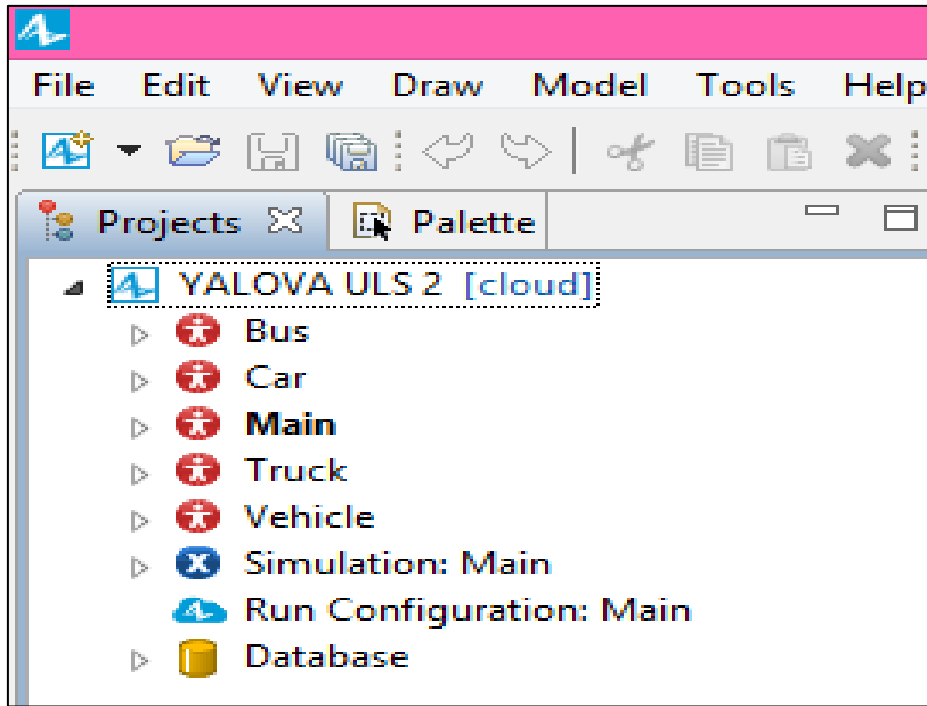 File Edit View Draw Model Tools Help
Projects Palette
YALOVA ULS 2 [cloud]
Bus
Car
Main
Truck
Vehicle
Simulation: Main
Run Configuration: Main
Database